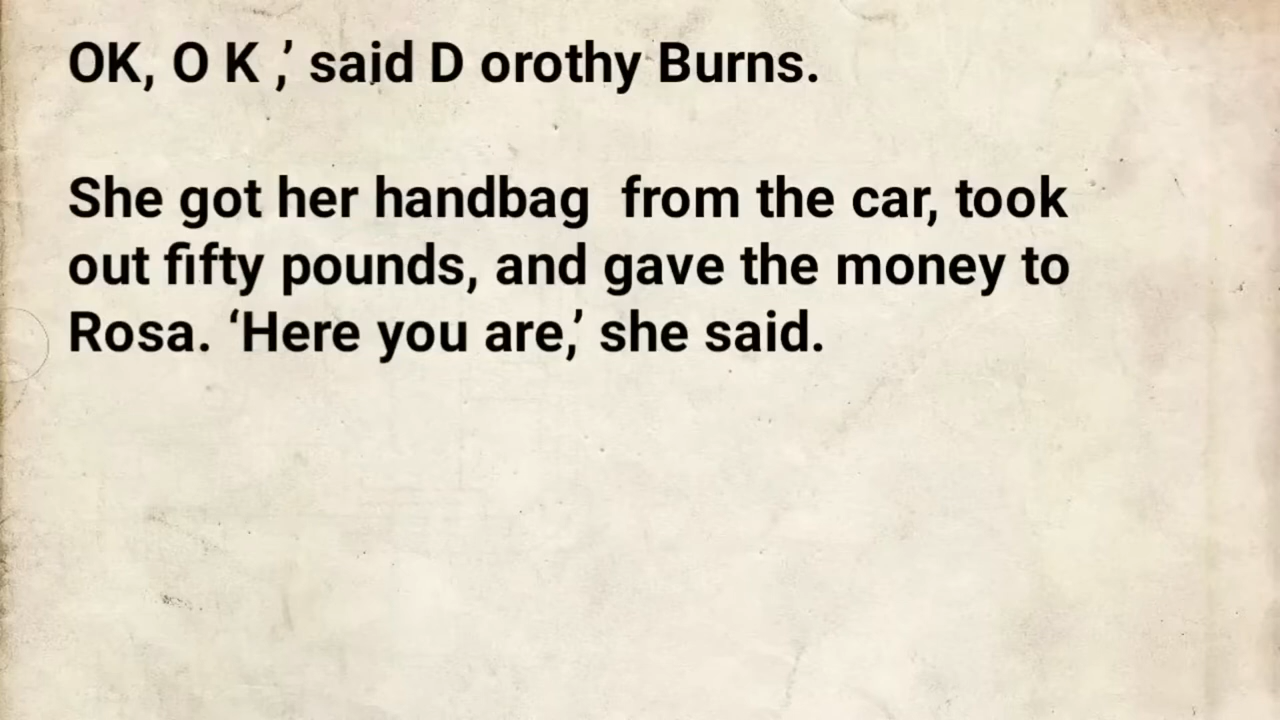 OK, O K ,’ said D orothy Burns.
She got her handbag  from the car, took
out fifty pounds, and gave the money to
Rosa. ‘Here you are,’ she said.